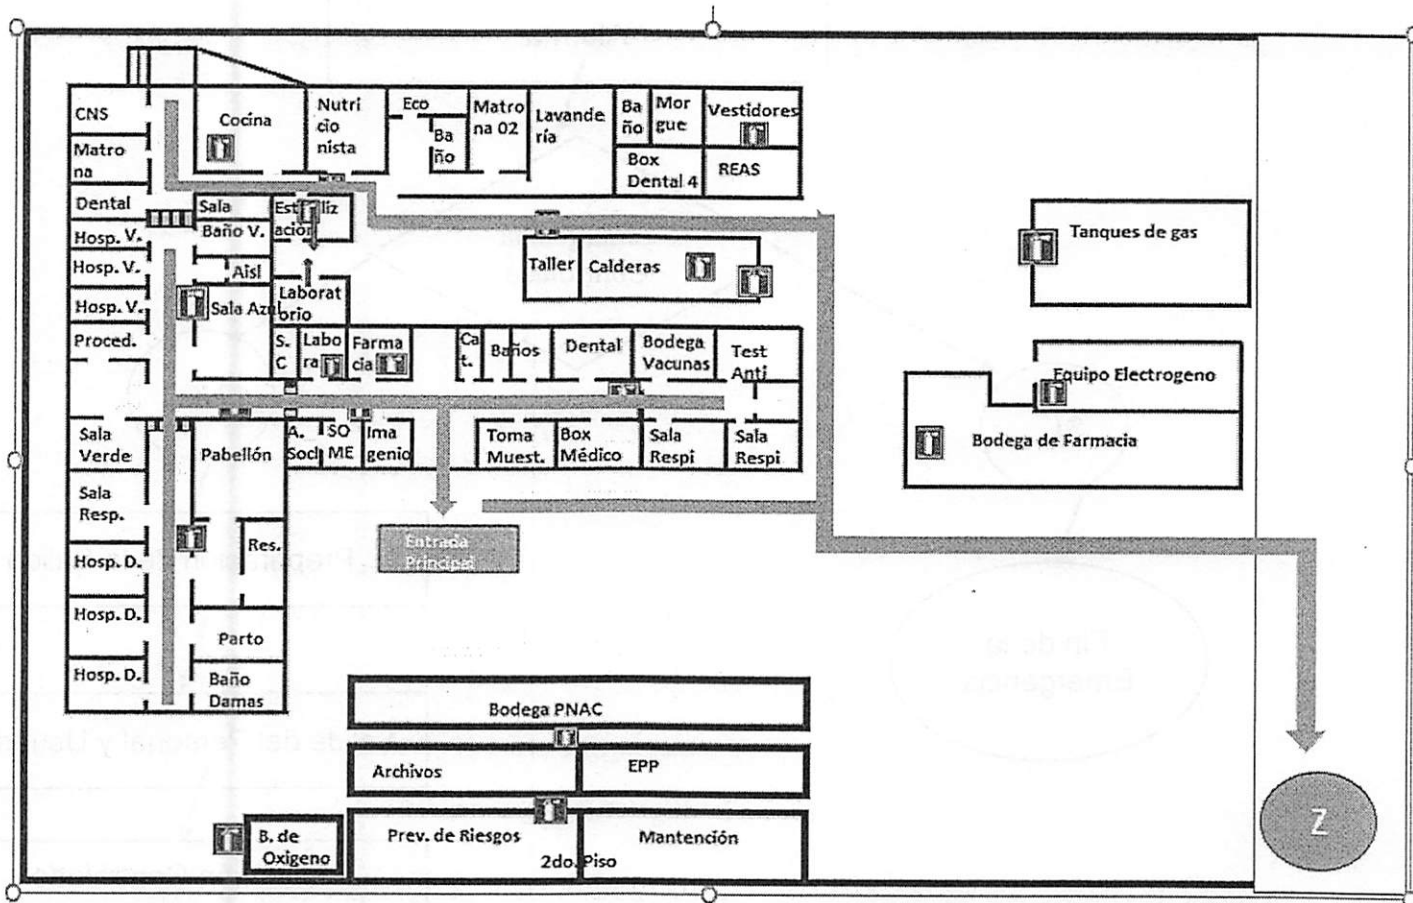 CNS
Cocina
Nutri
cio
nista
Eco
Ba
ño
Matro
na 02
Lavande
ría
Ba
ño
Mor
gue
Vestidores
Matro
na
Box
Dental 4
REAS
Dental
Sala
Baño V.
Hosp. V.
Hosp. V.
Aisl
Hosp. V.
Sala Azul
Laborat
orio
Taller
Calderas
Tanques de gas
Proced.
S.
C
Labo
ra
Farma
cia
Ca
t.
Baños
Dental
Bodega
Vacunas
Test
Anti
Equipo Electrogeno
Bodega de Farmacia
Sala
Verde
Pabellón
A.
Soci
SO
ME
Ima
genio
Toma
Muest.
Box
Médico
Sala
Respi
Sala
Respi
Sala
Resp.
Res.
Entrada
Principal
Hosp. D.
Hosp. D.
Parto
Hosp. D.
Baño
Damas
Bodega PNAC
Archivos
EPP
B. de
Oxigeno
Prev. de Riesgos
Mantención
2do. Piso
Z